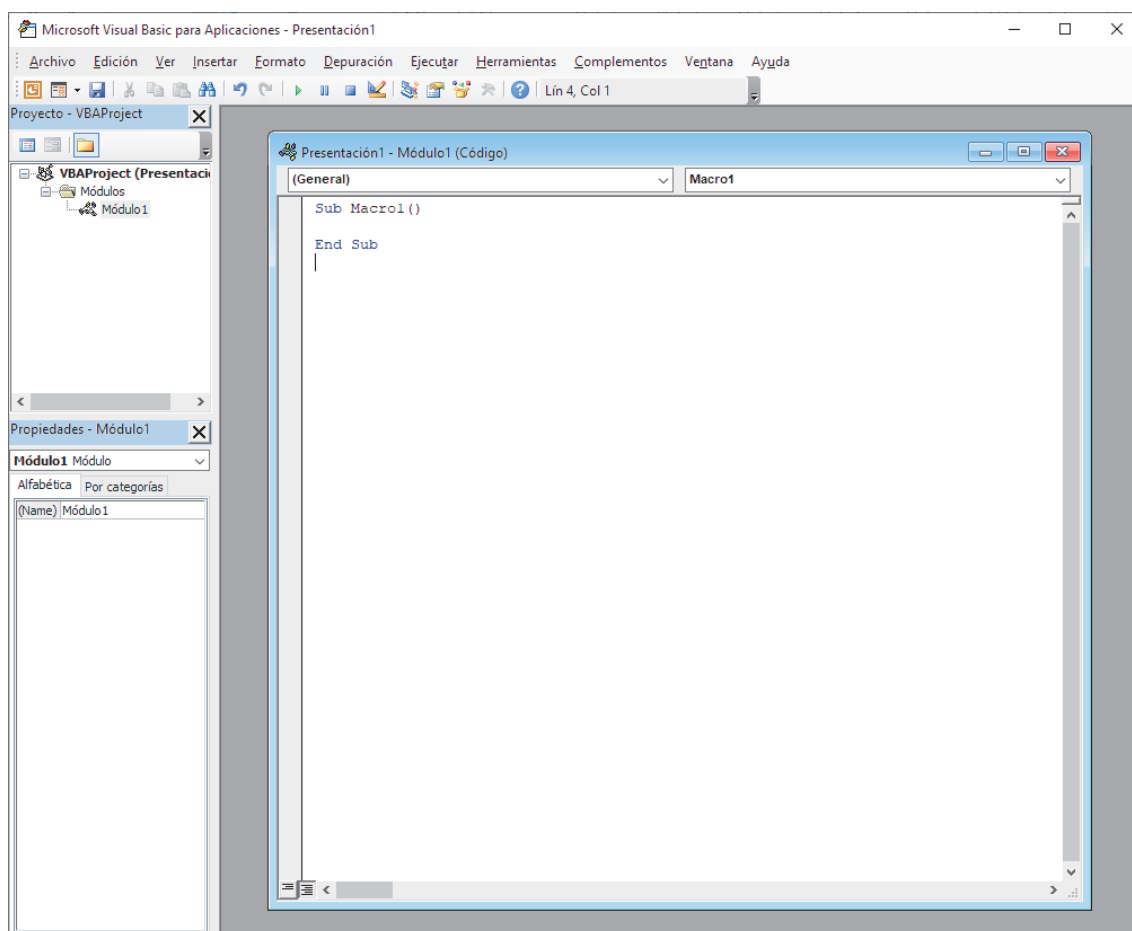 Microsoft Visual Basic para Aplicaciones - Presentación1
Archivo Edición Ver Insertar Formato Depuración Ejecutar Herramientas Complementos Ventana Ayuda
Lín 4, Col 1
Proyecto - VBAProject
VBAProject (Presentaci
Módulos
Módulo1
Propiedades - Módulo1
Módulo1 Módulo
Alfabética Por categorías
(Name) Módulo1
Presentación1 - Módulo1 (Código)
(General) Macro1
Sub Macro1()
End Sub